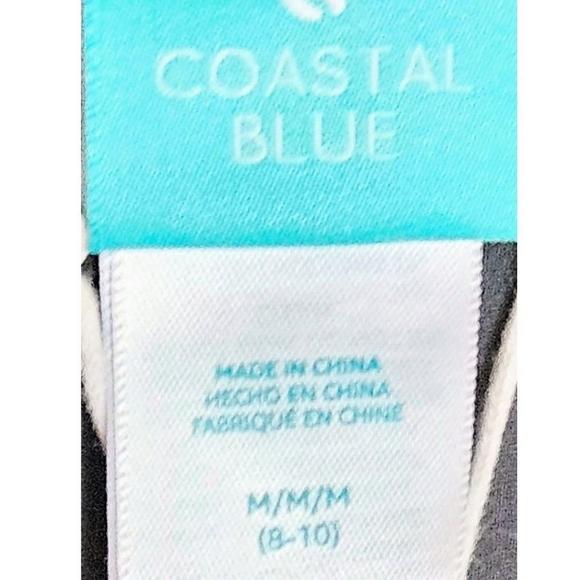 COASTAL
BLUE
MADE IN CHINA
HECHO EN CHINA
FABRIQUÉ EN CHINE
M/M/M
(8-10)